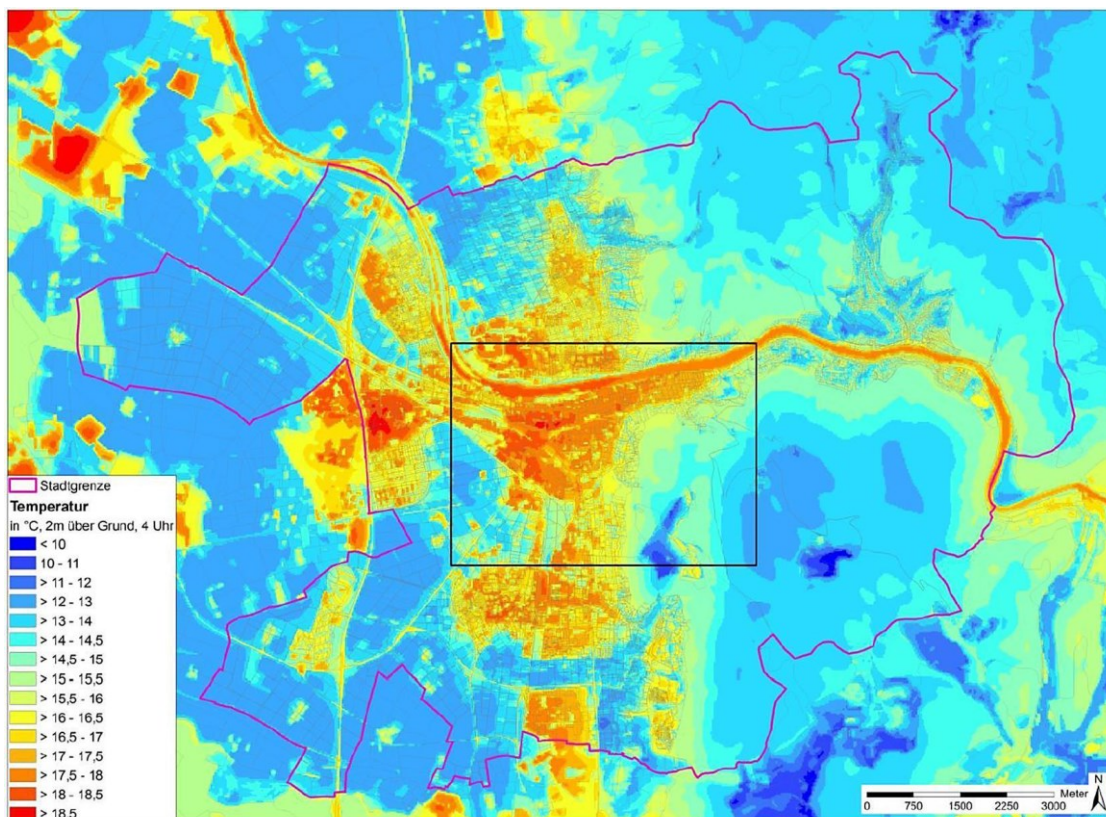 Stadtgrenze
Temperatur
in °C, 2m über Grund, 4 Uhr
< 10
10 - 11
> 11 - 12
> 12 - 13
> 13 - 14
> 14 - 14,5
> 14,5 - 15
> 15 - 15,5
> 15,5 - 16
> 16 - 16,5
> 16,5 - 17
> 17 - 17,5
> 17,5 - 18
> 18 - 18,5
> 18,5
N
Meter
0 750 1500 2250 3000